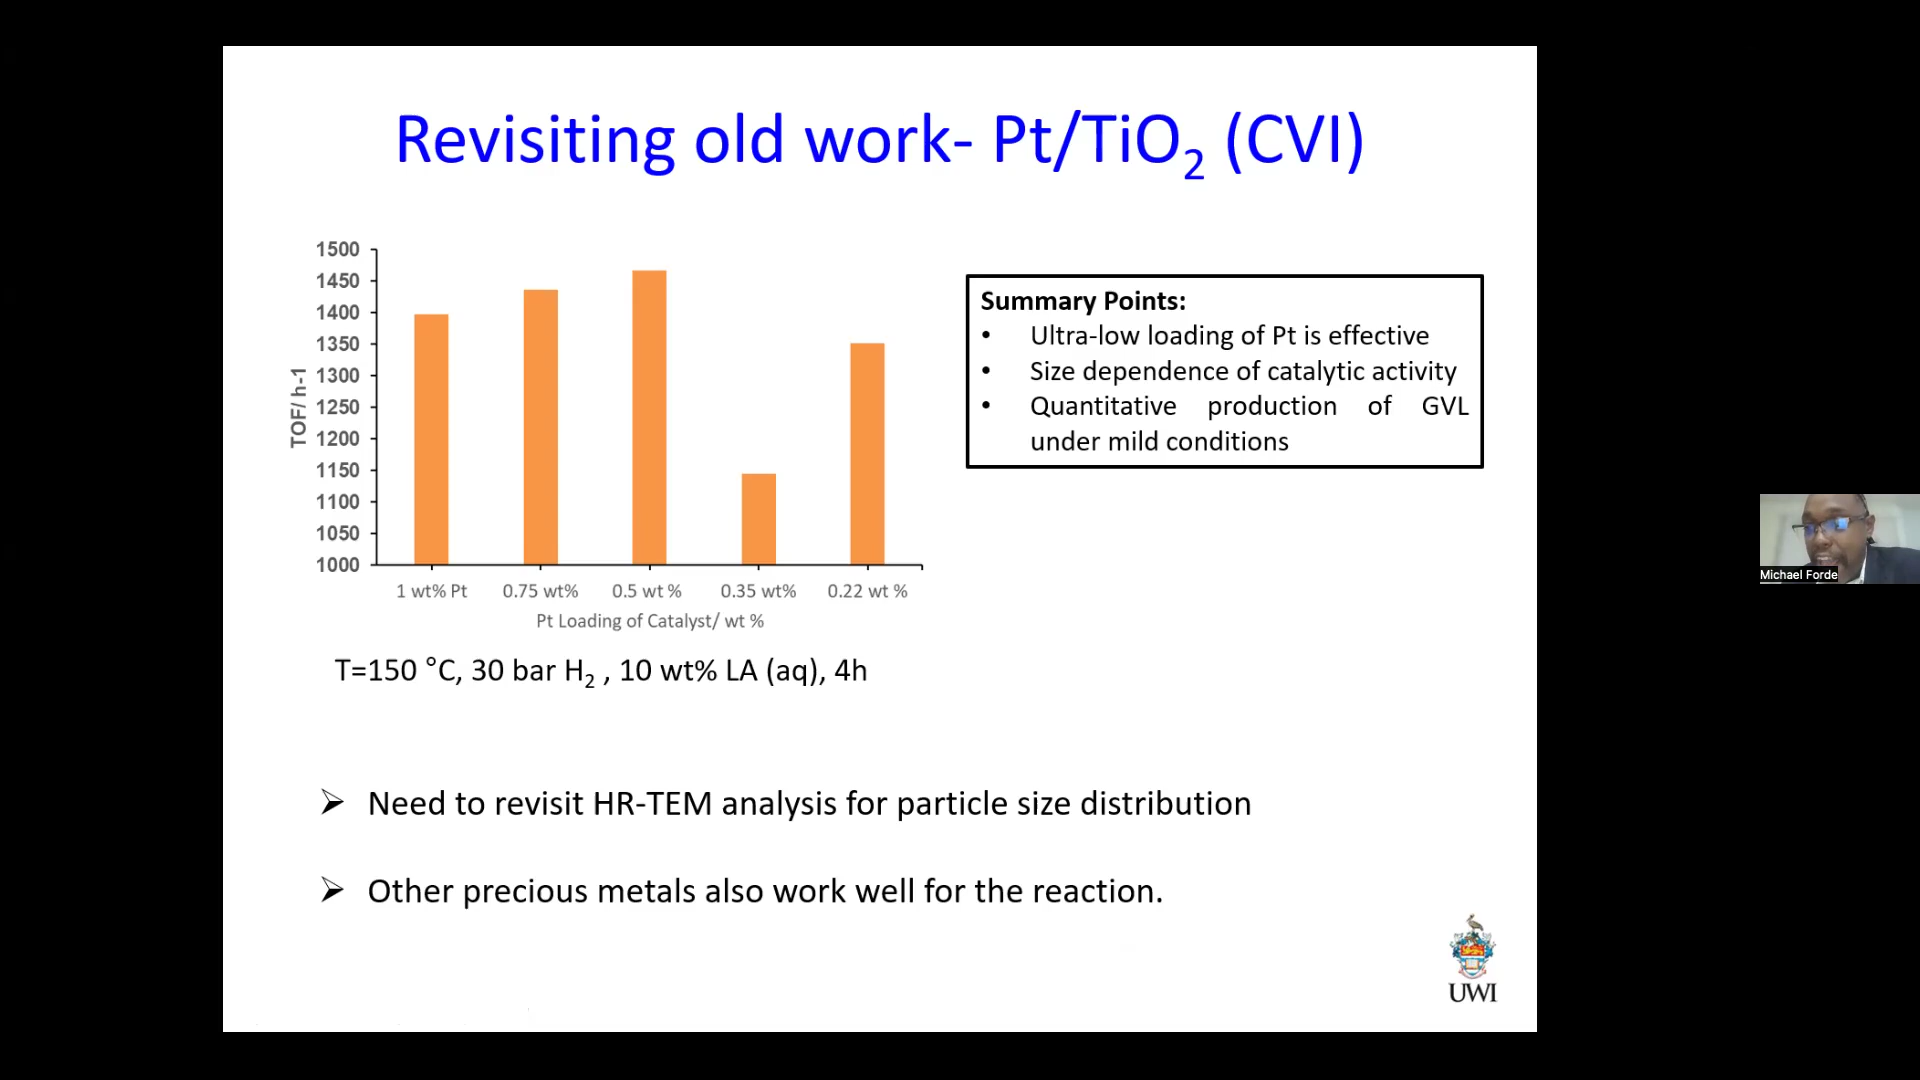 Revisiting old work- Pt/TiO2 (CVI)
1500
1450
1400
1350
1300
1250
1200
1150
1100
1050
1000
TOF/ h-1
1 wt% Pt
0.75 wt%
0.5 wt %
0.35 wt%
0.22 wt %
Pt Loading of Catalyst/ wt %
Summary Points:
• Ultra-low loading of Pt is effective
• Size dependence of catalytic activity
• Quantitative production of GVL
under mild conditions
T=150 °C, 30 bar H2 , 10 wt% LA (aq), 4h
➢ Need to revisit HR-TEM analysis for particle size distribution
➢ Other precious metals also work well for the reaction.
UWI
Michael Forde